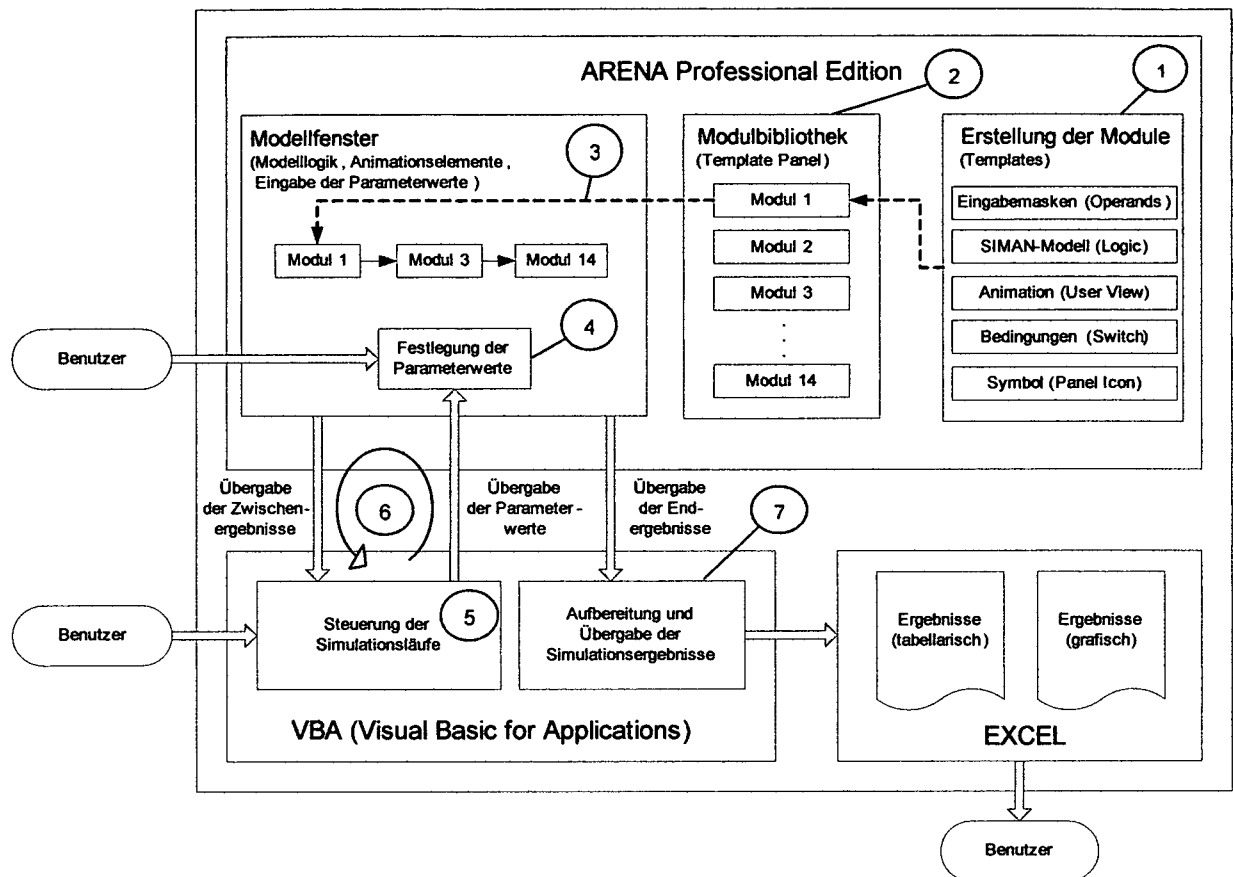 ARENA Professional Edition
2
1
Modellfenster
(Modelllogik , Animationselemente ,
Eingabe der Parameterwerte )
3
Modul 1
Modul 3
Modul 14
4
Festlegung der
Parameterwerte
Modulbibliothek
(Template Panel)
Modul 1
Modul 2
Modul 3
Modul 14
Erstellung der Module
(Templates)
Eingabemasken (Operands )
SIMAN-Modell (Logic)
Animation (User View)
Bedingungen (Switch)
Symbol (Panel Icon)
Benutzer
Übergabe
der Zwischen-
ergebnisse
6
Übergabe
der Parameter -
werte
Übergabe
der End-
ergebnisse
7
Benutzer
Steuerung der
Simulationsläufe
5
Aufbereitung und
Übergabe der
Simulationsergebnisse
VBA (Visual Basic for Applications)
Ergebnisse
(tabellarisch )
Ergebnisse
(grafisch )
EXCEL
Benutzer